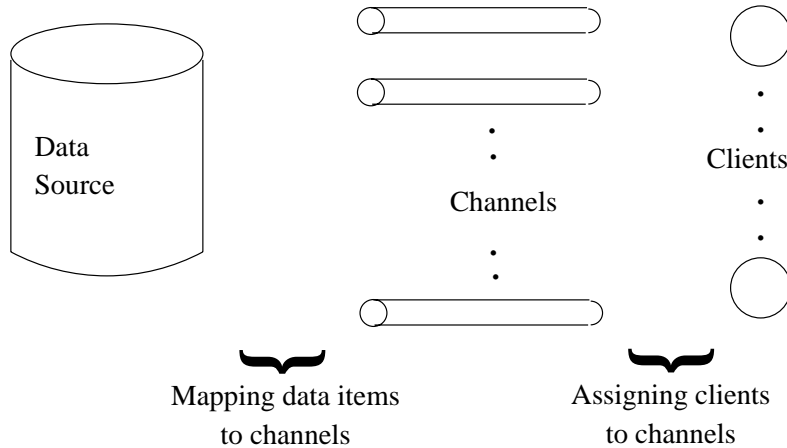 Data
Source
Channels
Clients
Mapping data items
to channels
Assigning clients
to channels